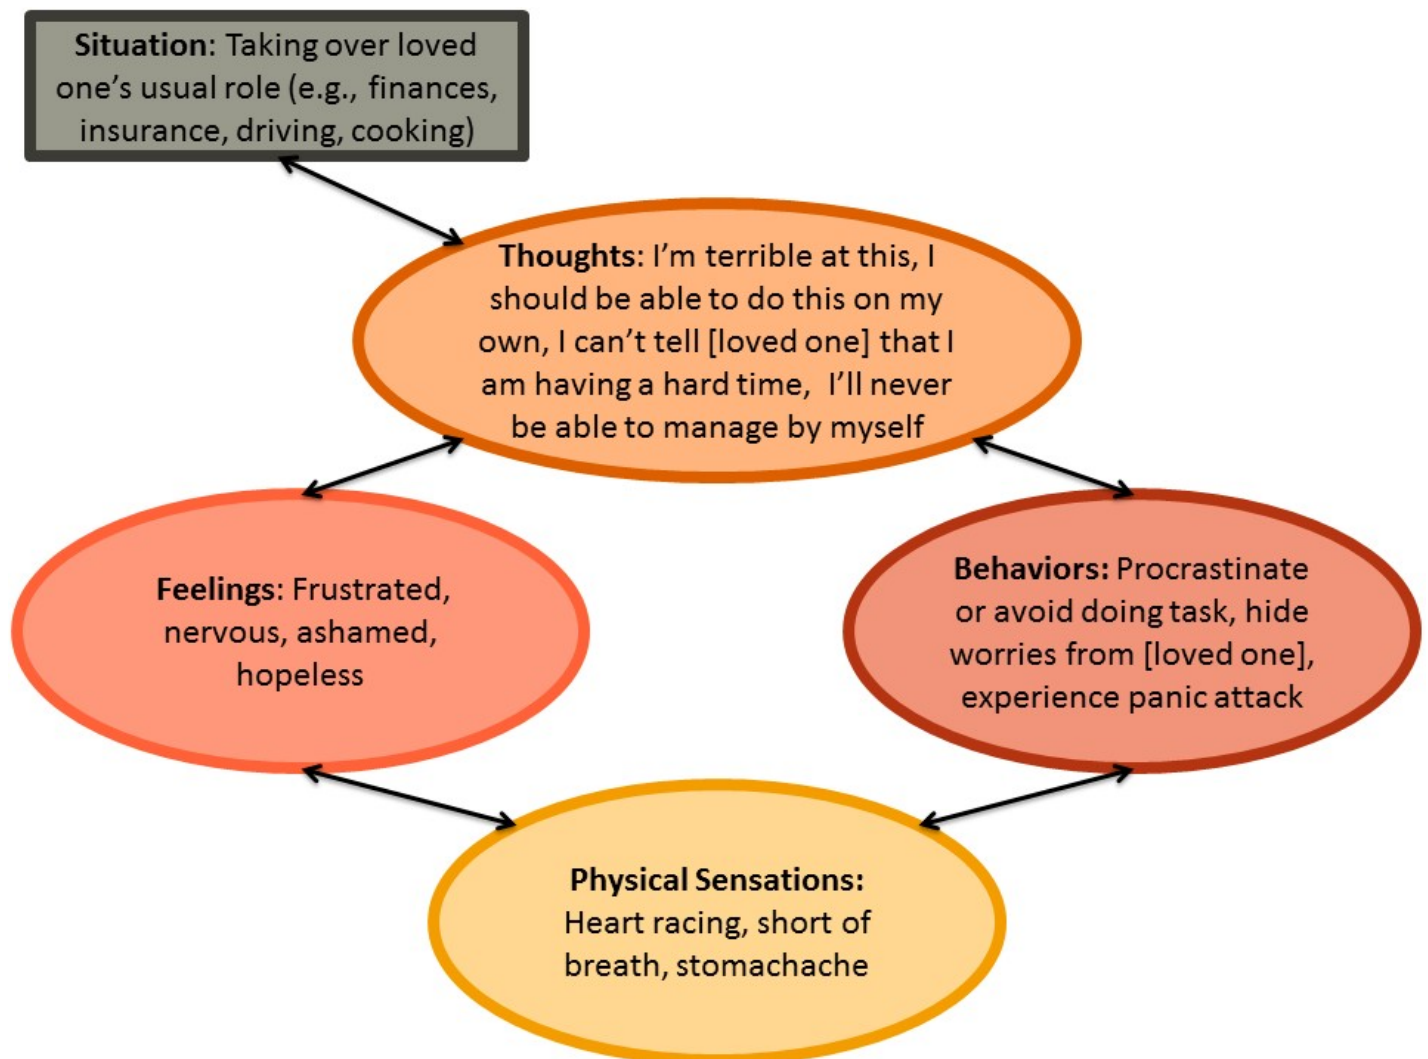 Situation: Taking over loved
one’s usual role (e.g., finances,
insurance, driving, cooking)
Thoughts: I’m terrible at this, I
should be able to do this on my
own, I can’t tell [loved one] that I
am having a hard time, I’ll never
be able to manage by myself
Feelings: Frustrated,
nervous, ashamed,
hopeless
Behaviors: Procrastinate
or avoid doing task, hide
worries from [loved one],
experience panic attack
Physical Sensations:
Heart racing, short of
breath, stomachache